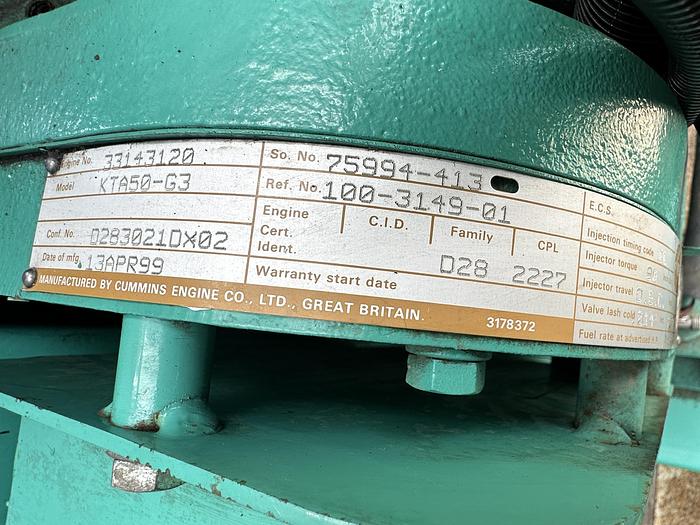 Engine No. 33143120
Model KTA50-G3
Conf. No. D283021DX02
Date of mfg. 13APR99
So. No. 75994-413
Ref. No. 100-3149-01
Engine Cert. Ident.
C.I.D.
Family D28
CPL 2227
Warranty start date
E.C.S.
Injection timing code
Injector torque
Injector travel
Valve lash cold
Fuel rate at advertised
MANUFACTURED BY CUMMINS ENGINE CO., LTD., GREAT BRITAIN.
3178372